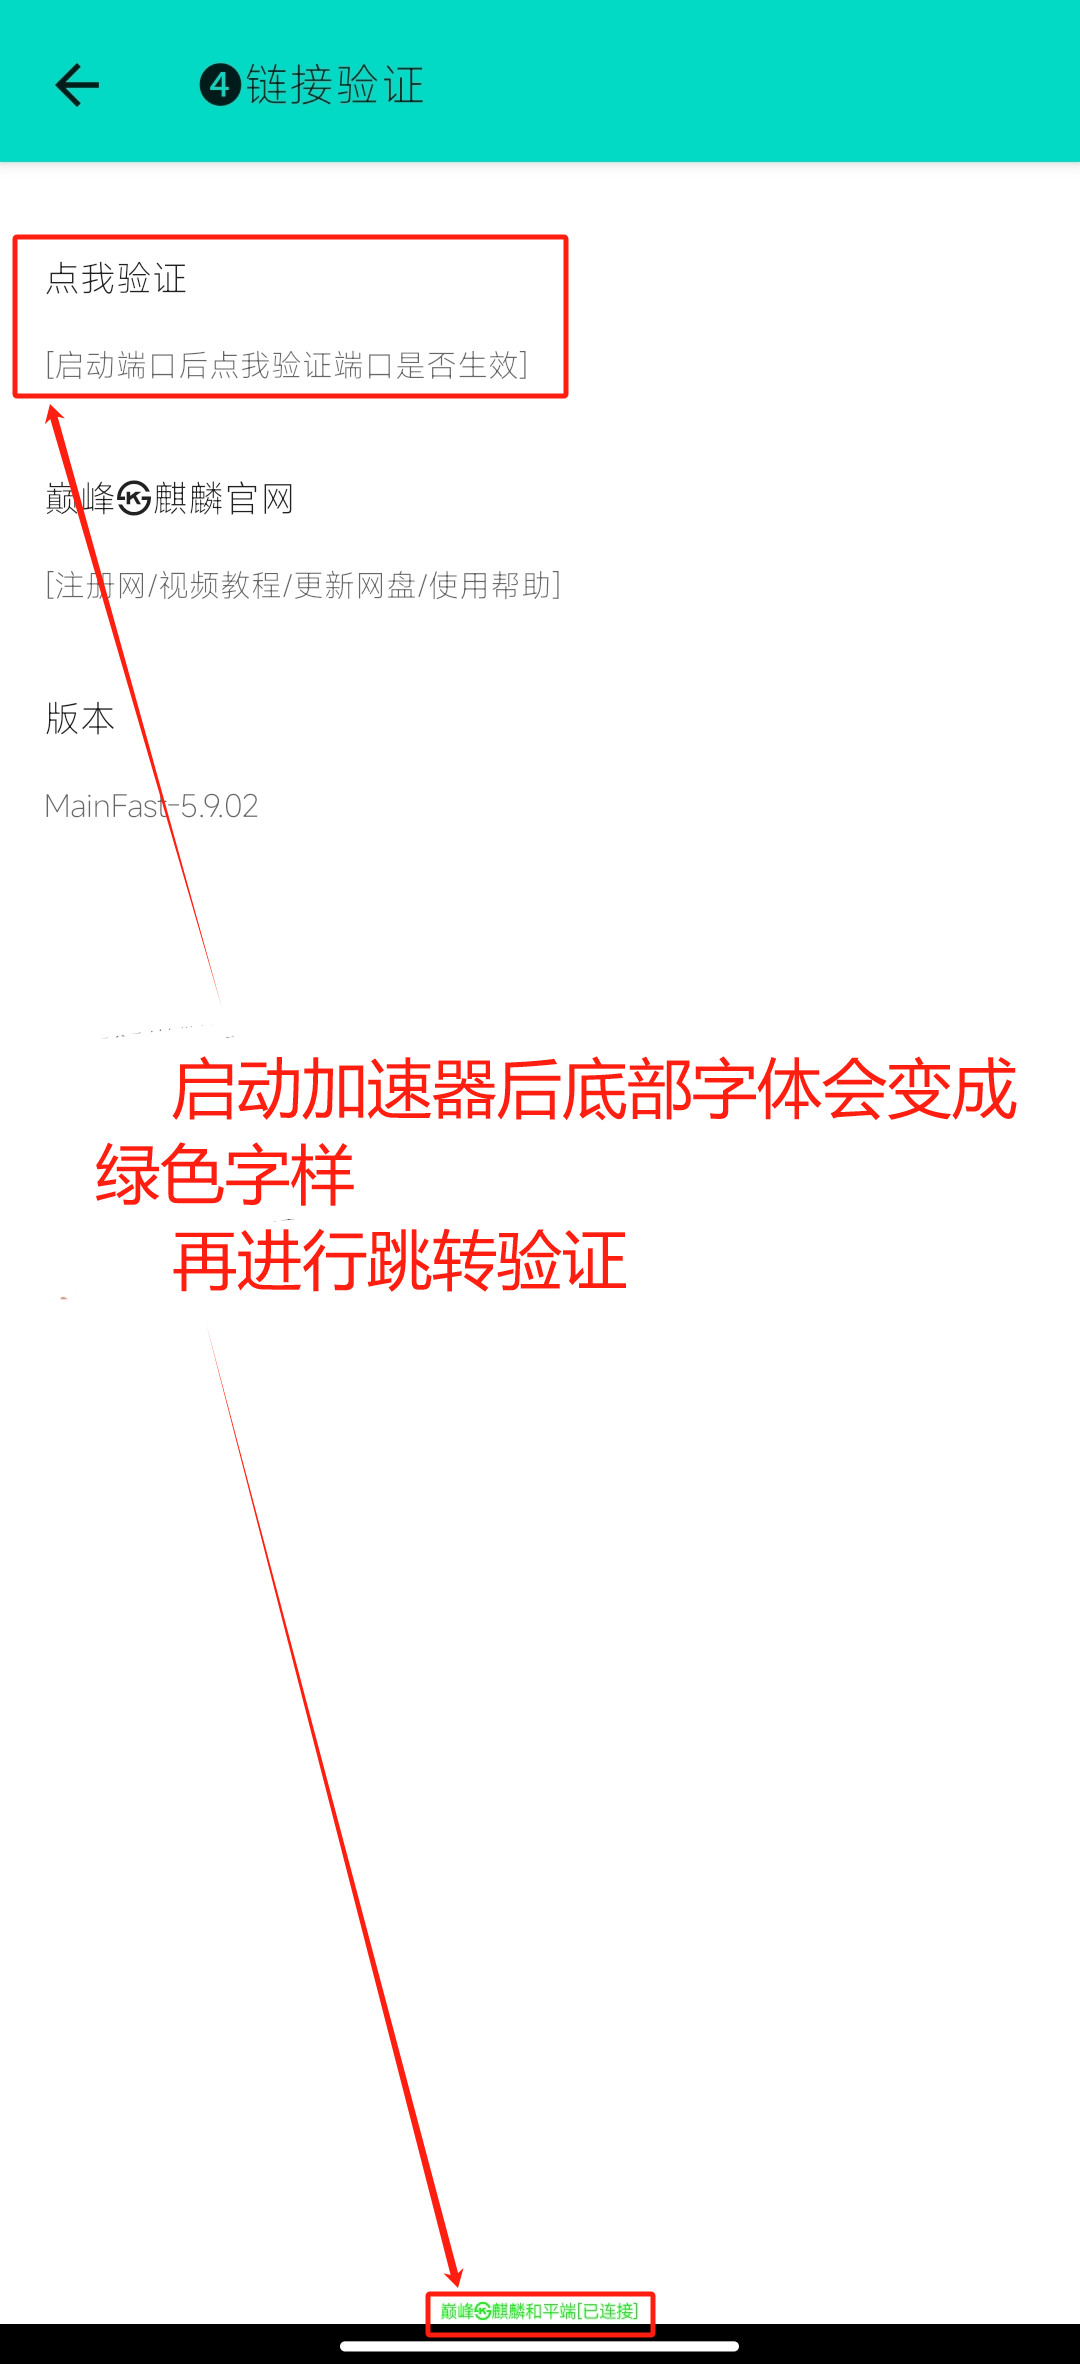 ❹链接验证
点我验证
[启动端口后点我验证端口是否生效]
巅峰K麒麟官网
[注册网/视频教程/更新网盘/使用帮助]
版本
MainFast-5.9.02
启动加速器后底部字体会变成
绿色字样
再进行跳转验证
巅峰K麒麟和平端[已连接]